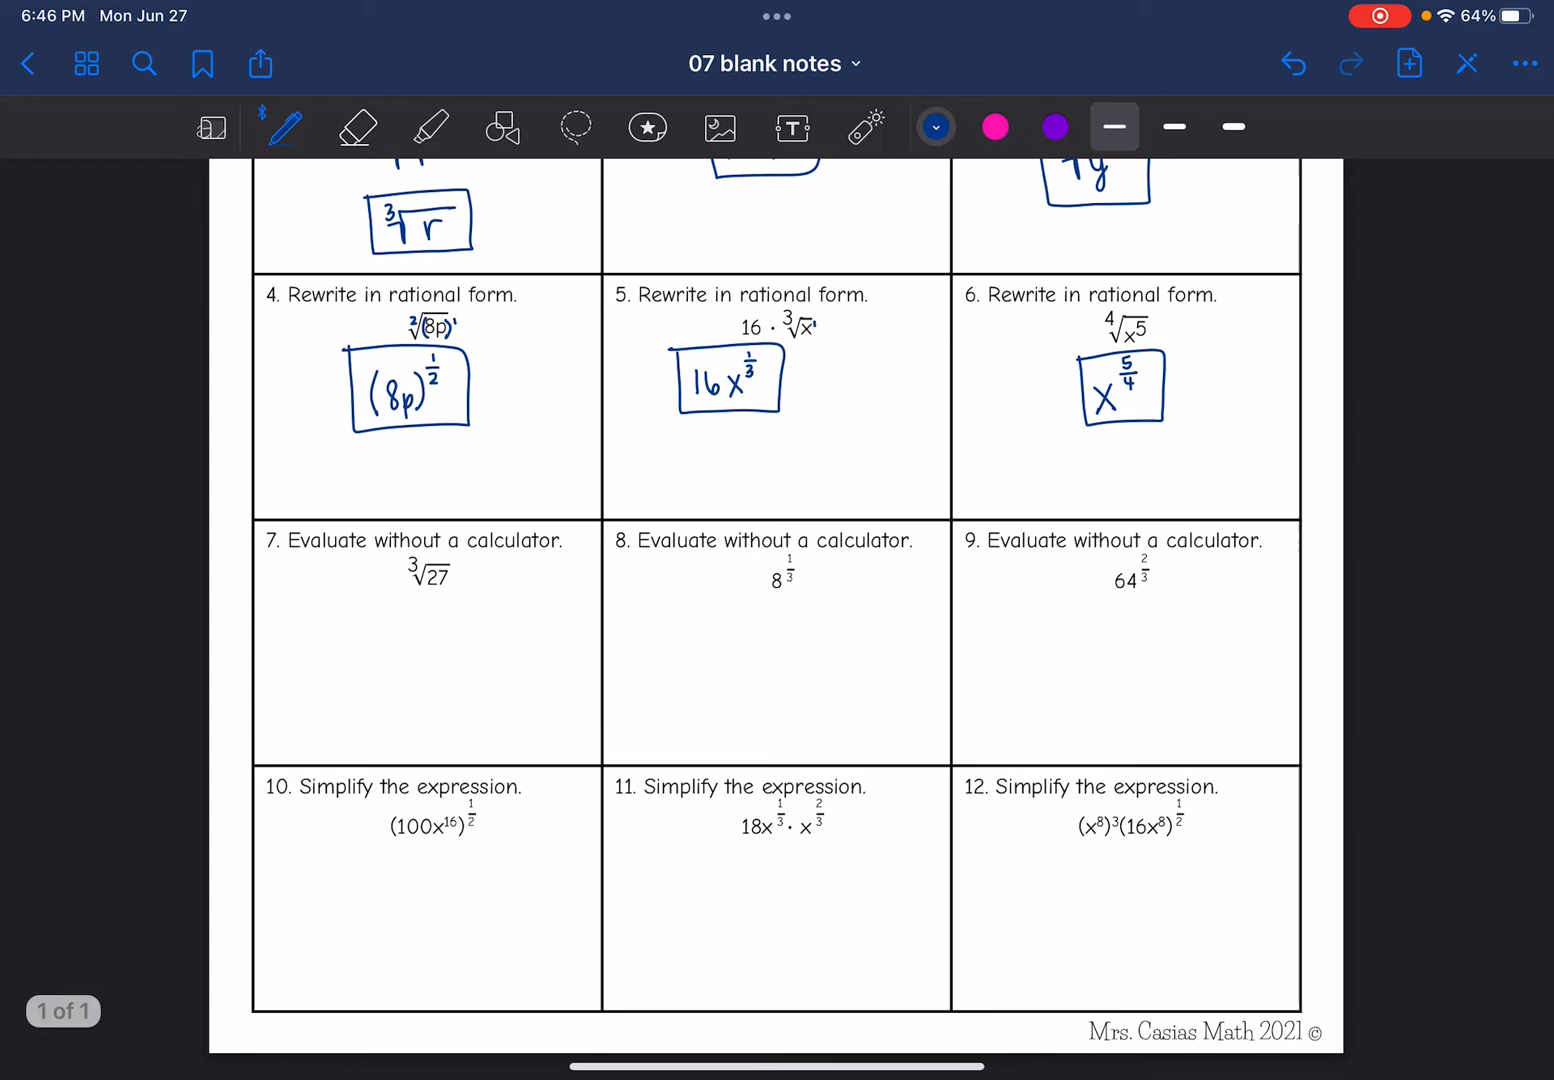 6:46 PM Mon Jun 27
64%
07 blank notes
T
³√r
y
4. Rewrite in rational form.
5. Rewrite in rational form.
6. Rewrite in rational form.
²√(8p)¹
16 · ³√x¹
⁴√x⁵
(8p)^(1/2)
16x^(1/3)
x^(5/4)
7. Evaluate without a calculator.
8. Evaluate without a calculator.
9. Evaluate without a calculator.
³√27
8^(1/3)
64^(2/3)
10. Simplify the expression.
11. Simplify the expression.
12. Simplify the expression.
(100x¹⁶)^(1/2)
18x^(1/3) · x^(2/3)
(x⁸)³(16x⁸)^(1/2)
1 of 1
Mrs. Casias Math 2021 ©